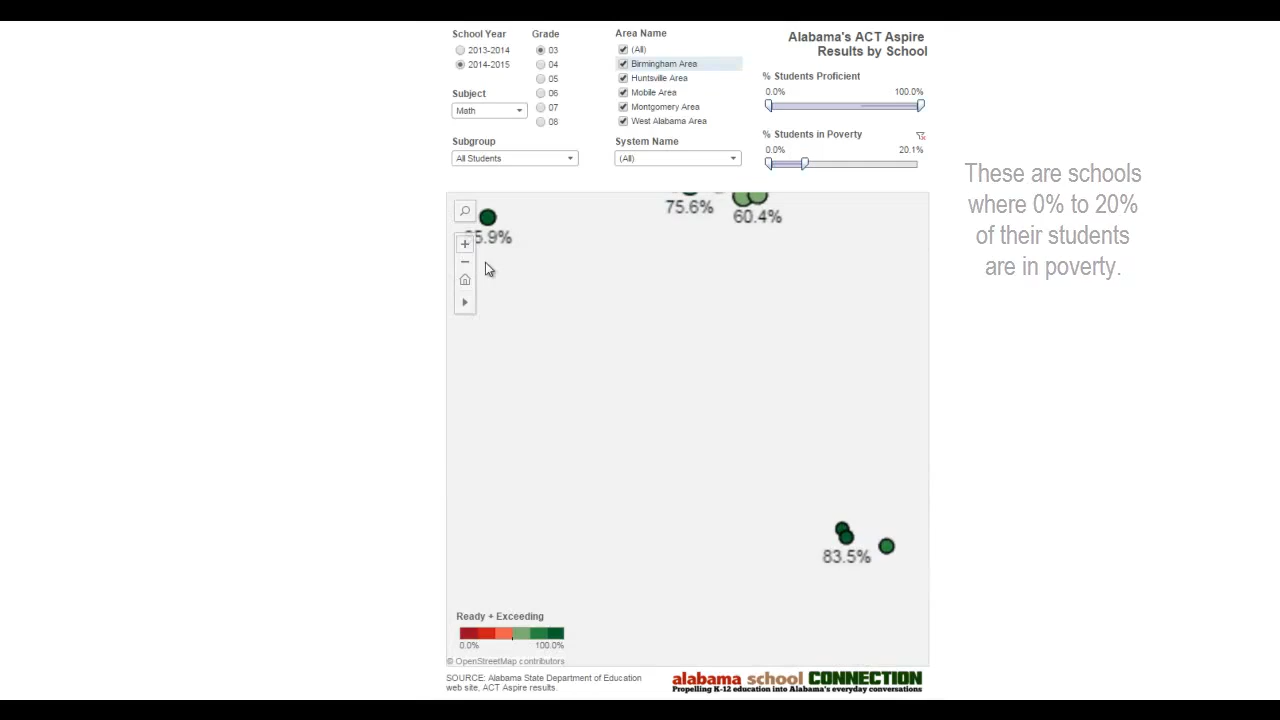 School Year
2013-2014
2014-2015
Grade
03
04
05
06
07
08
Subject
Math
Subgroup
All Students
Area Name
(All)
Birmingham Area
Huntsville Area
Mobile Area
Montgomery Area
West Alabama Area
System Name
(All)
Alabama's ACT Aspire
Results by School
% Students Proficient
0.0% 100.0%
% Students in Poverty
0.0% 20.1%
These are schools
where 0% to 20%
of their students
are in poverty.
75.6%
60.4%
5.9%
83.5%
Ready + Exceeding
0.0% 100.0%
© OpenStreetMap contributors
SOURCE: Alabama State Department of Education
web site, ACT Aspire results.
alabama school CONNECTION
Propelling K-12 education into Alabama's everyday conversations